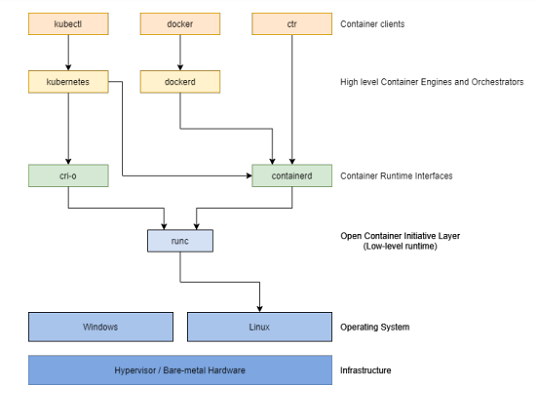 kubectl
docker
ctr
Container clients
kubernetes
dockerd
High level Container Engines and Orchestrators
cri-o
containerd
Container Runtime Interfaces
runc
Open Container Initiative Layer
(Low-level runtime)
Windows
Linux
Operating System
Hypervisor / Bare-metal Hardware
Infrastructure